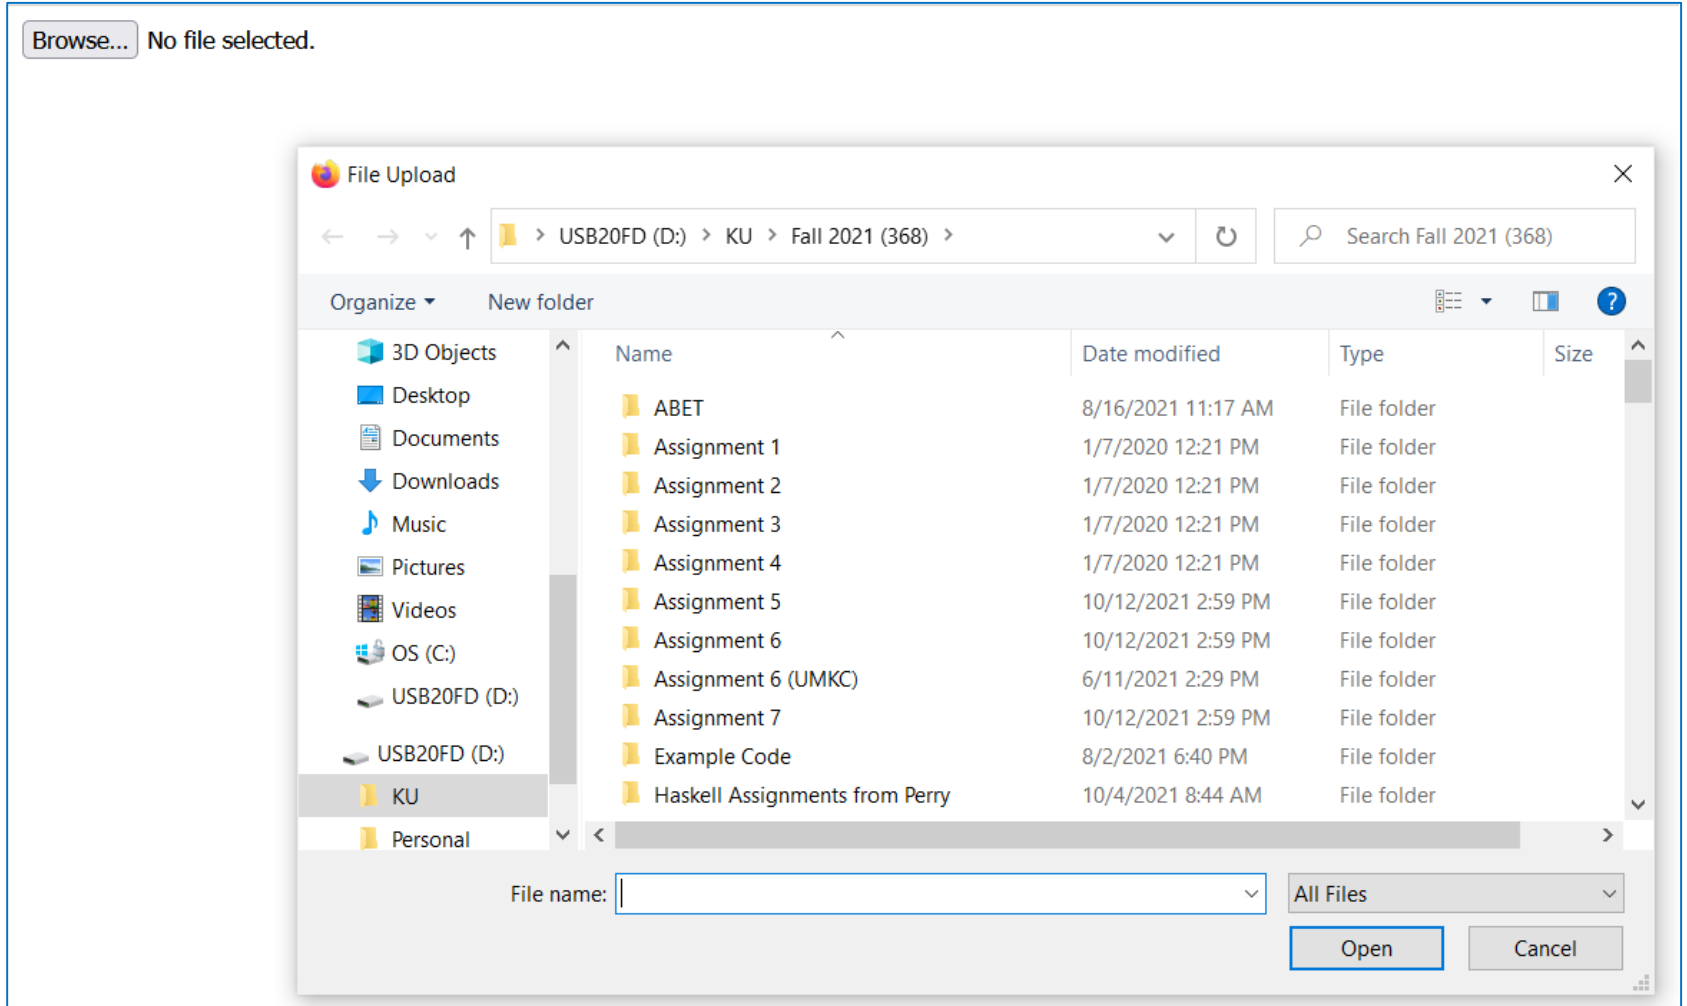 Browse... No file selected.
File Upload
USB20FD (D:) > KU > Fall 2021 (368) > Search Fall 2021 (368)
Organize New folder ?
3D Objects
Desktop
Documents
Downloads
Music
Pictures
Videos
OS (C:)
USB20FD (D:)
USB20FD (D:)
KU
Personal
Name Date modified Type Size
ABET 8/16/2021 11:17 AM File folder
Assignment 1 1/7/2020 12:21 PM File folder
Assignment 2 1/7/2020 12:21 PM File folder
Assignment 3 1/7/2020 12:21 PM File folder
Assignment 4 1/7/2020 12:21 PM File folder
Assignment 5 10/12/2021 2:59 PM File folder
Assignment 6 10/12/2021 2:59 PM File folder
Assignment 6 (UMKC) 6/11/2021 2:29 PM File folder
Assignment 7 10/12/2021 2:59 PM File folder
Example Code 8/2/2021 6:40 PM File folder
Haskell Assignments from Perry 10/4/2021 8:44 AM File folder
File name: All Files
Open Cancel